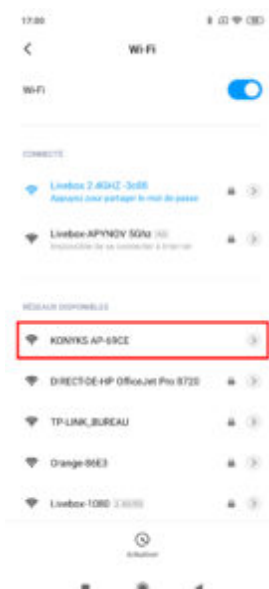 17:00
Wi-Fi
Wi-Fi
CONNECTÉ
Livebox 2.4GHZ
Appuyez pour partager le mot de passe
Livebox-APYNOV 5Ghz
Impossible de se connecter à Internet
RÉSEAUX DISPONIBLES
KONYKS AP-69CE
DIRECT-DE-HP OfficeJet Pro 8720
TP-LINK_BUREAU
Orange-86E3
Livebox-1080
Actualiser